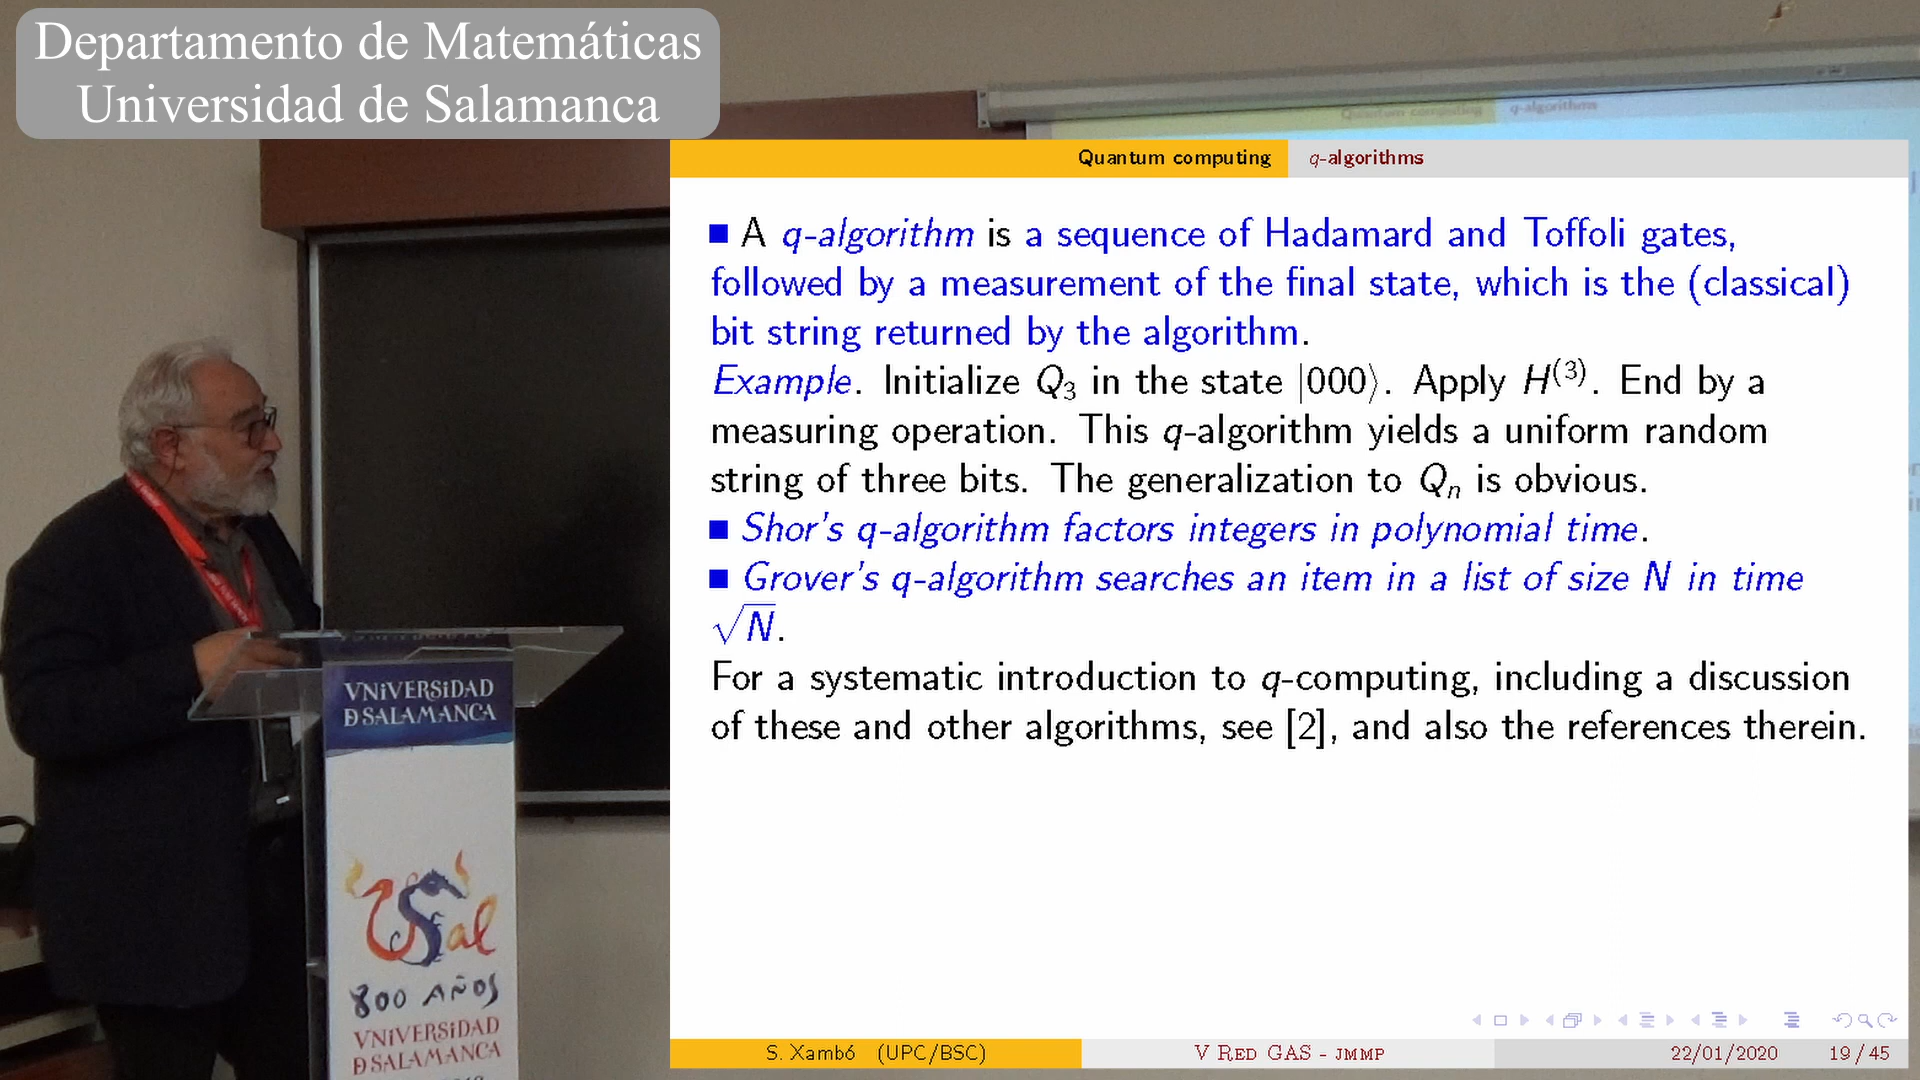 Departamento de Matemáticas
Universidad de Salamanca
Quantum computing q-algorithms
Quantum computing q-algorithms
■ A q-algorithm is a sequence of Hadamard and Toffoli gates,
followed by a measurement of the final state, which is the (classical)
bit string returned by the algorithm.
Example. Initialize Q₃ in the state |000⟩. Apply H⁽³⁾. End by a
measuring operation. This q-algorithm yields a uniform random
string of three bits. The generalization to Qₙ is obvious.
■ Shor's q-algorithm factors integers in polynomial time.
■ Grover's q-algorithm searches an item in a list of size N in time
√N.
For a systematic introduction to q-computing, including a discussion
of these and other algorithms, see [2], and also the references therein.
VNiVERSiDAD
D SALAMANCA
USal
800 AÑOS
VNiVERSiDAD
D SALAMANCA
S. Xambó (UPC/BSC) V RED GAS - JMMP 22/01/2020 19/45